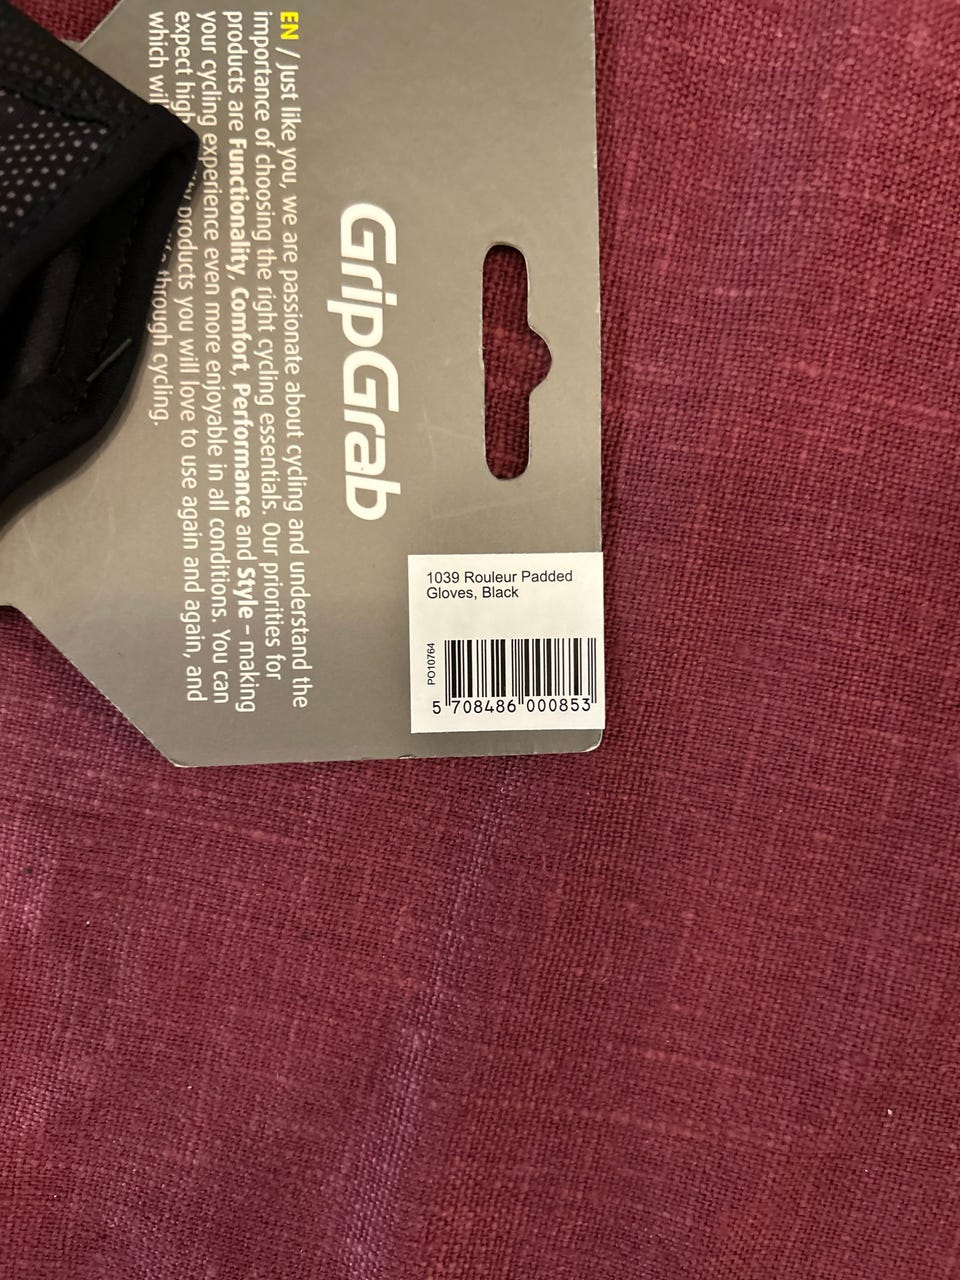 GripGrab
EN / Just like you, we are passionate about cycling and understand the
importance of choosing the right cycling essentials. Our priorities for
products are Functionality, Comfort, Performance and Style – making
your cycling experience even more enjoyable in all conditions. You can
expect high products you will love to use again and again, and
which will through cycling.
1039 Rouleur Padded
Gloves, Black
PO10764
5 708486 000853